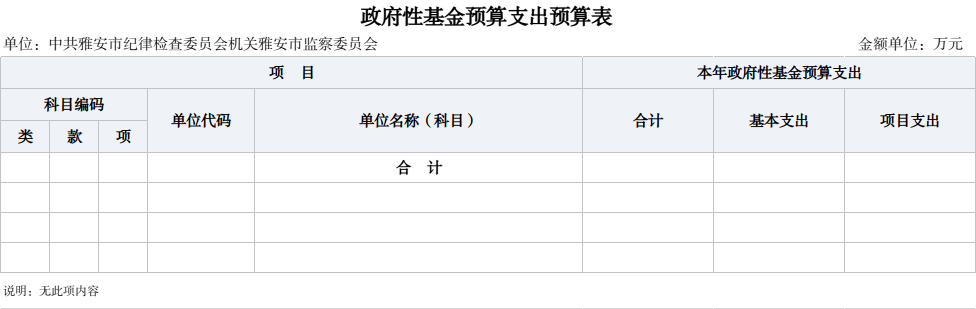 政府性基金预算支出预算表
单位：中共雅安市纪律检查委员会机关雅安市监察委员会 金额单位：万元
项 目 本年政府性基金预算支出
科目编码 单位代码 单位名称（科目） 合计 基本支出 项目支出
类 款 项
合 计
说明：无此项内容